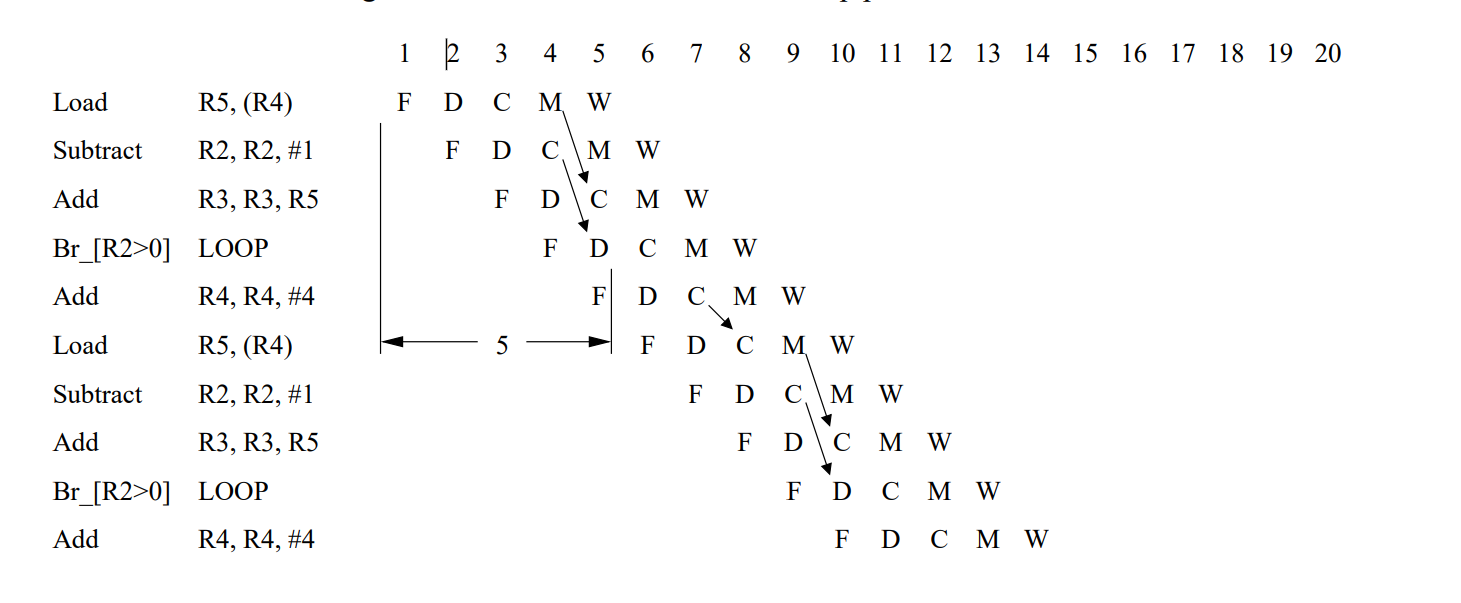 1 2 3 4 5 6 7 8 9 10 11 12 13 14 15 16 17 18 19 20
Load R5, (R4) F D C M W
Subtract R2, R2, #1 F D C M W
Add R3, R3, R5 F D C M W
Br_[R2>0] LOOP F D C M W
Add R4, R4, #4 F D C M W
Load R5, (R4) 5 F D C M W
Subtract R2, R2, #1 F D C M W
Add R3, R3, R5 F D C M W
Br_[R2>0] LOOP F D C M W
Add R4, R4, #4 F D C M W